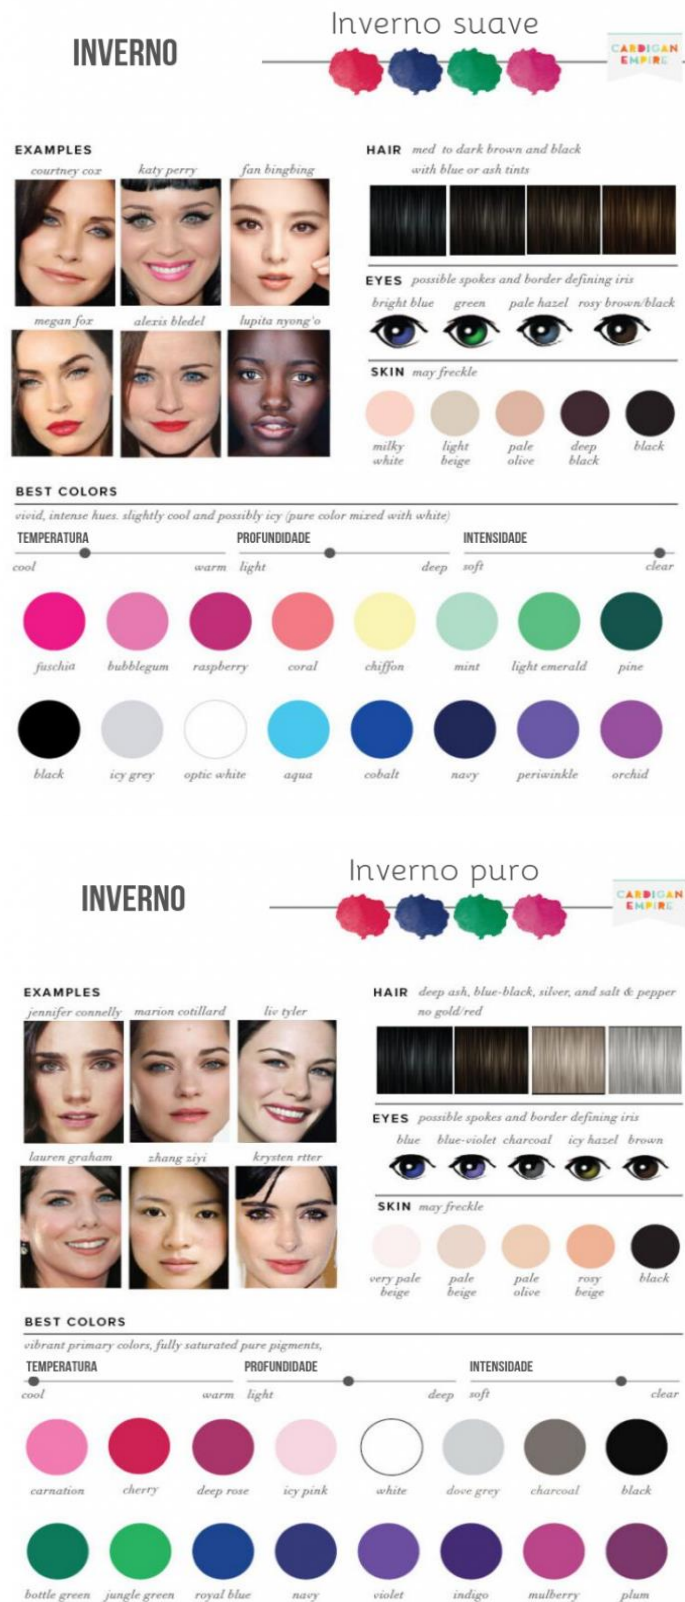 Inverno suave
INVERNO
CARDIGAN
EMPIRE
EXAMPLES
courtney cox katy perry fan bingbing
megan fox alexis bledel lupita nyong'o
HAIR med to dark brown and black
with blue or ash tints
EYES possible spokes and border defining iris
bright blue green pale hazel rosy brown/black
SKIN may freckle
milky white light beige pale olive deep black black
BEST COLORS
vivid, intense hues. slightly cool and possibly icy (pure color mixed with white)
TEMPERATURA PROFUNDIDADE INTENSIDADE
cool warm light deep soft clear
fuschia bubblegum raspberry coral chiffon mint light emerald pine
black icy grey optic white aqua cobalt navy periwinkle orchid
Inverno puro
INVERNO
CARDIGAN
EMPIRE
EXAMPLES
jennifer connelly marion cotillard liv tyler
lauren graham zhang ziyi krysten rtter
HAIR deep ash, blue-black, silver, and salt & pepper
no gold/red
EYES possible spokes and border defining iris
blue blue-violet charcoal icy hazel brown
SKIN may freckle
very pale beige pale beige pale olive rosy beige black
BEST COLORS
vibrant primary colors, fully saturated pure pigments,
TEMPERATURA PROFUNDIDADE INTENSIDADE
cool warm light deep soft clear
carnation cherry deep rose icy pink white dove grey charcoal black
bottle green jungle green royal blue navy violet indigo mulberry plum